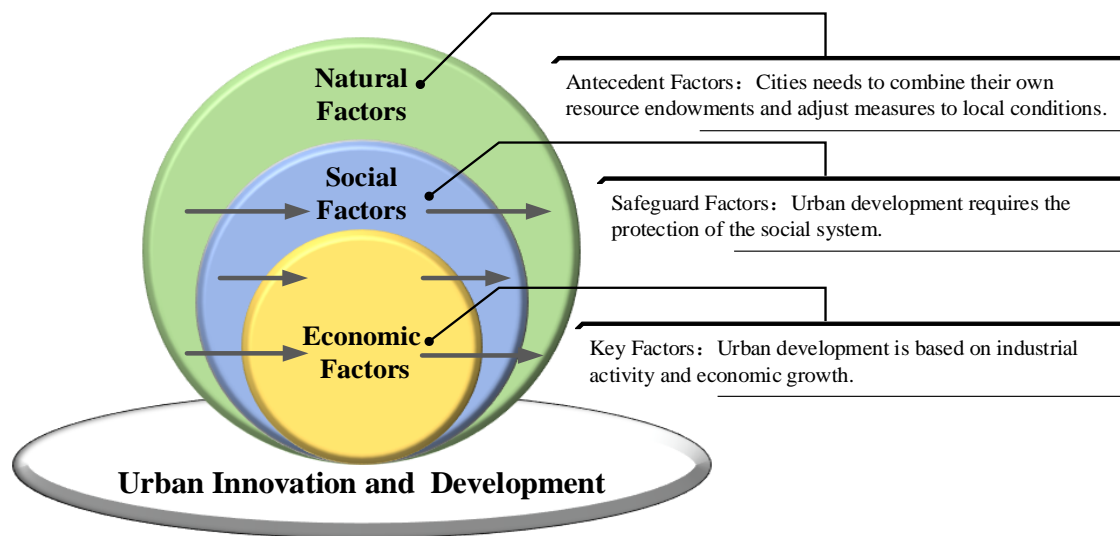 Natural
Factors
Antecedent Factors：Cities needs to combine their own
resource endowments and adjust measures to local conditions.
Social
Factors
Safeguard Factors：Urban development requires the
protection of the social system.
Economic
Factors
Key Factors：Urban development is based on industrial
activity and economic growth.
Urban Innovation and Development